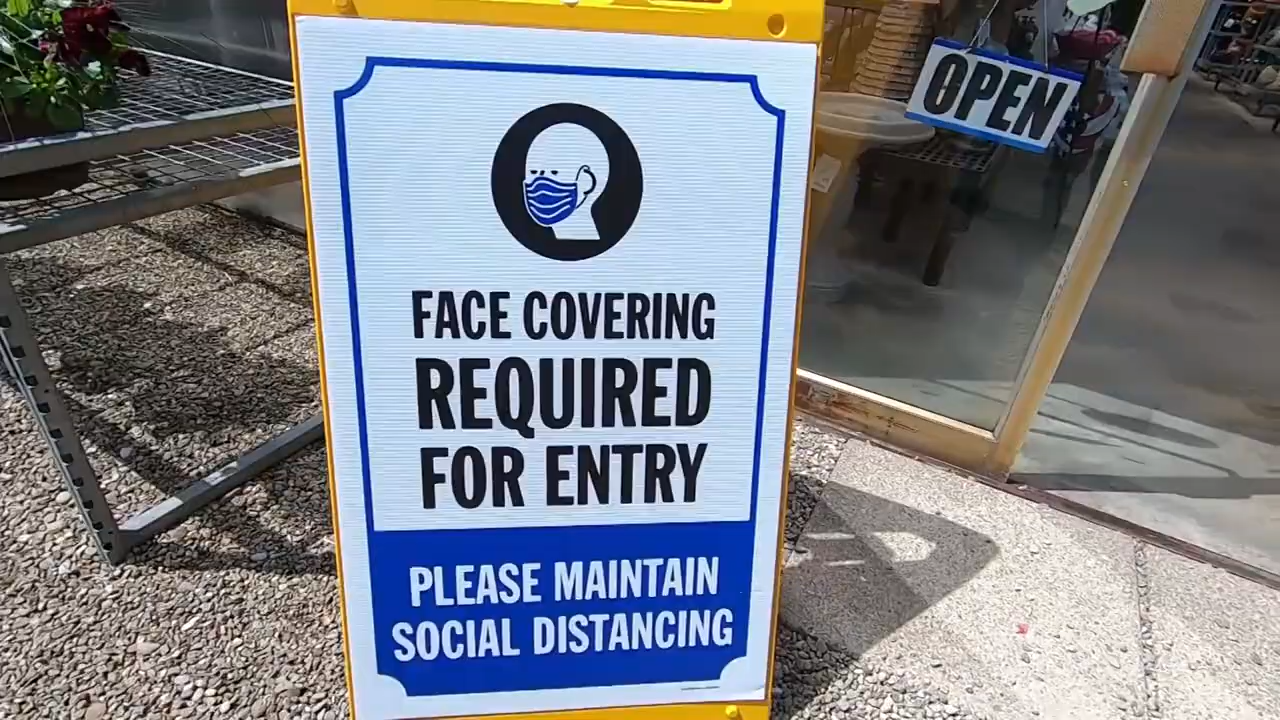 OPEN
FACE COVERING
REQUIRED
FOR ENTRY
PLEASE MAINTAIN
SOCIAL DISTANCING